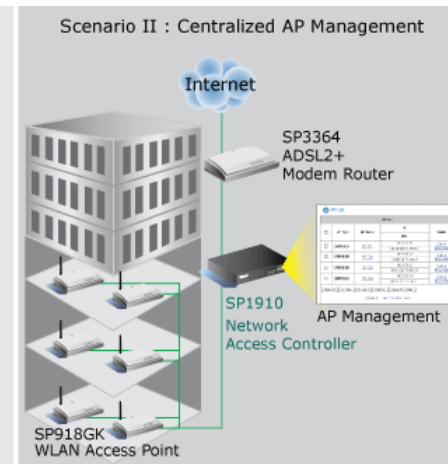 Scenario II : Centralized AP Management
Internet
SP3364
ADSL2+
Modem Router
SP1910
Network
Access Controller
AP Management
SP918GK
WLAN Access Point